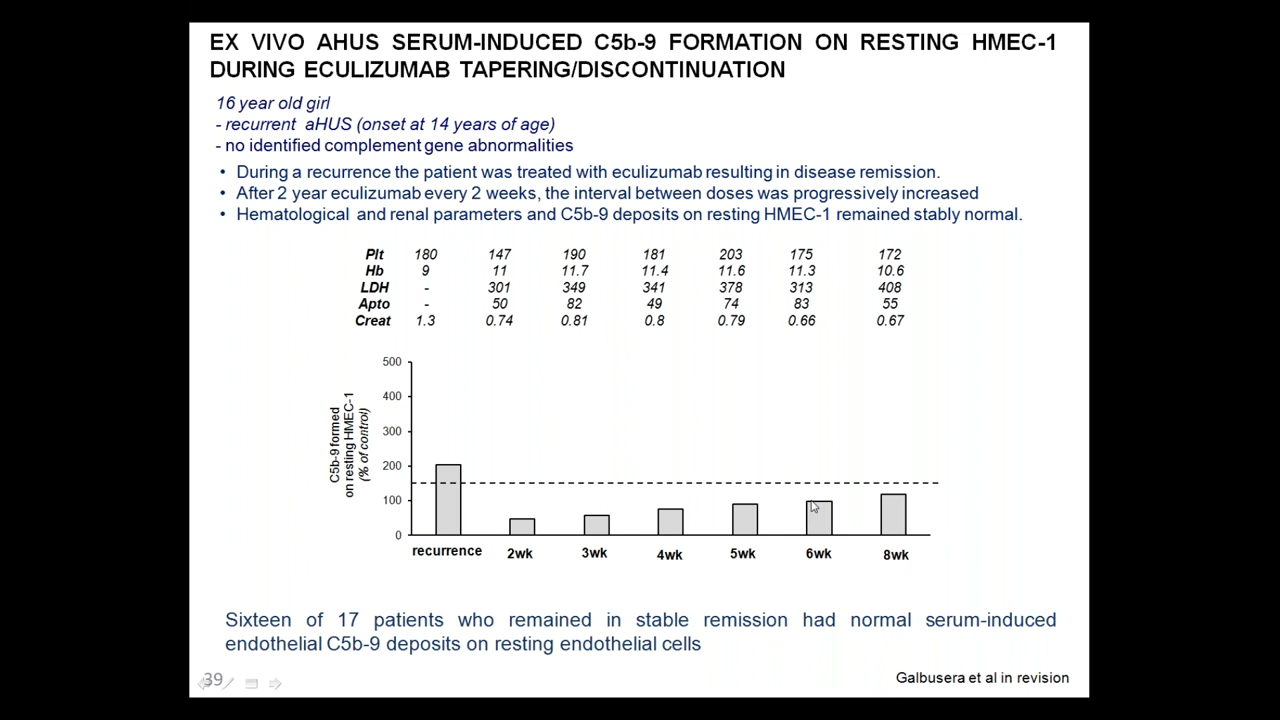 EX VIVO AHUS SERUM-INDUCED C5b-9 FORMATION ON RESTING HMEC-1
DURING ECULIZUMAB TAPERING/DISCONTINUATION
16 year old girl
- recurrent aHUS (onset at 14 years of age)
- no identified complement gene abnormalities
• During a recurrence the patient was treated with eculizumab resulting in disease remission.
• After 2 year eculizumab every 2 weeks, the interval between doses was progressively increased
• Hematological and renal parameters and C5b-9 deposits on resting HMEC-1 remained stably normal.
Plt 180 147 190 181 203 175 172
Hb 9 11 11.7 11.4 11.6 11.3 10.6
LDH - 301 349 341 378 313 408
Apto - 50 82 49 74 83 55
Creat 1.3 0.74 0.81 0.8 0.79 0.66 0.67
C5b-9 formed
on resting HMEC-1
(% of control)
500
400
300
200
100
0
recurrence 2wk 3wk 4wk 5wk 6wk 8wk
Sixteen of 17 patients who remained in stable remission had normal serum-induced
endothelial C5b-9 deposits on resting endothelial cells
39
Galbusera et al in revision